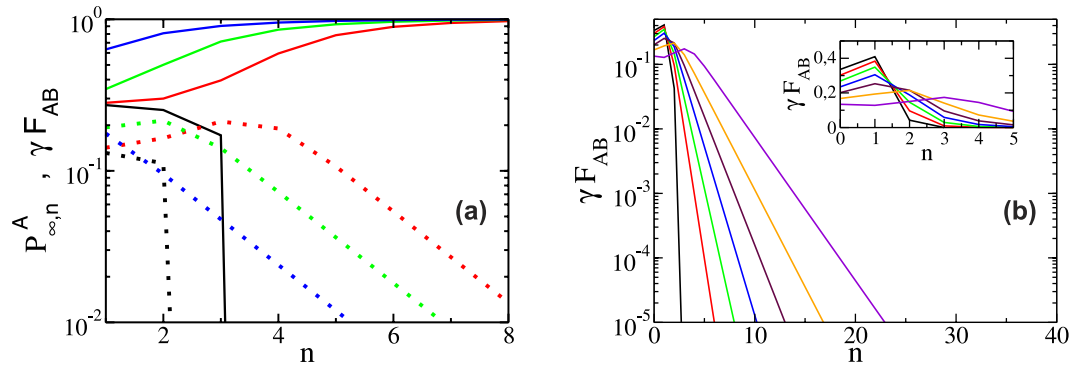 10⁰
10⁻¹
10⁻²
P^A_∞,n , γ F_AB
2 4 6 8
n
(a)
10⁻¹
10⁻²
10⁻³
10⁻⁴
10⁻⁵
γ F_AB
0 10 20 30 40
n
(b)
0,4
0,2
0
γ F_AB
0 1 2 3 4 5
n